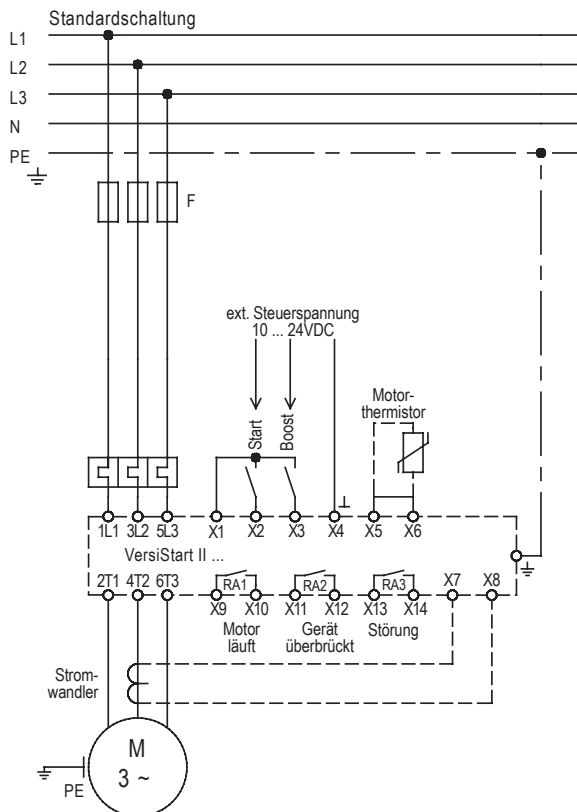 Standardschaltung
L1
L2
L3
N
PE
F
ext. Steuerspannung
10 ... 24VDC
Start
Boost
Motor-
thermistor
1L1 3L2 5L3 X1 X2 X3 X4 X5 X6
VersiStart II ...
2T1 4T2 6T3 RA1 RA2 RA3 X7 X8
X9 X10 X11 X12 X13 X14
Motor
läuft
Gerät
überbrückt
Störung
Strom-
wandler
M
3 ~
PE